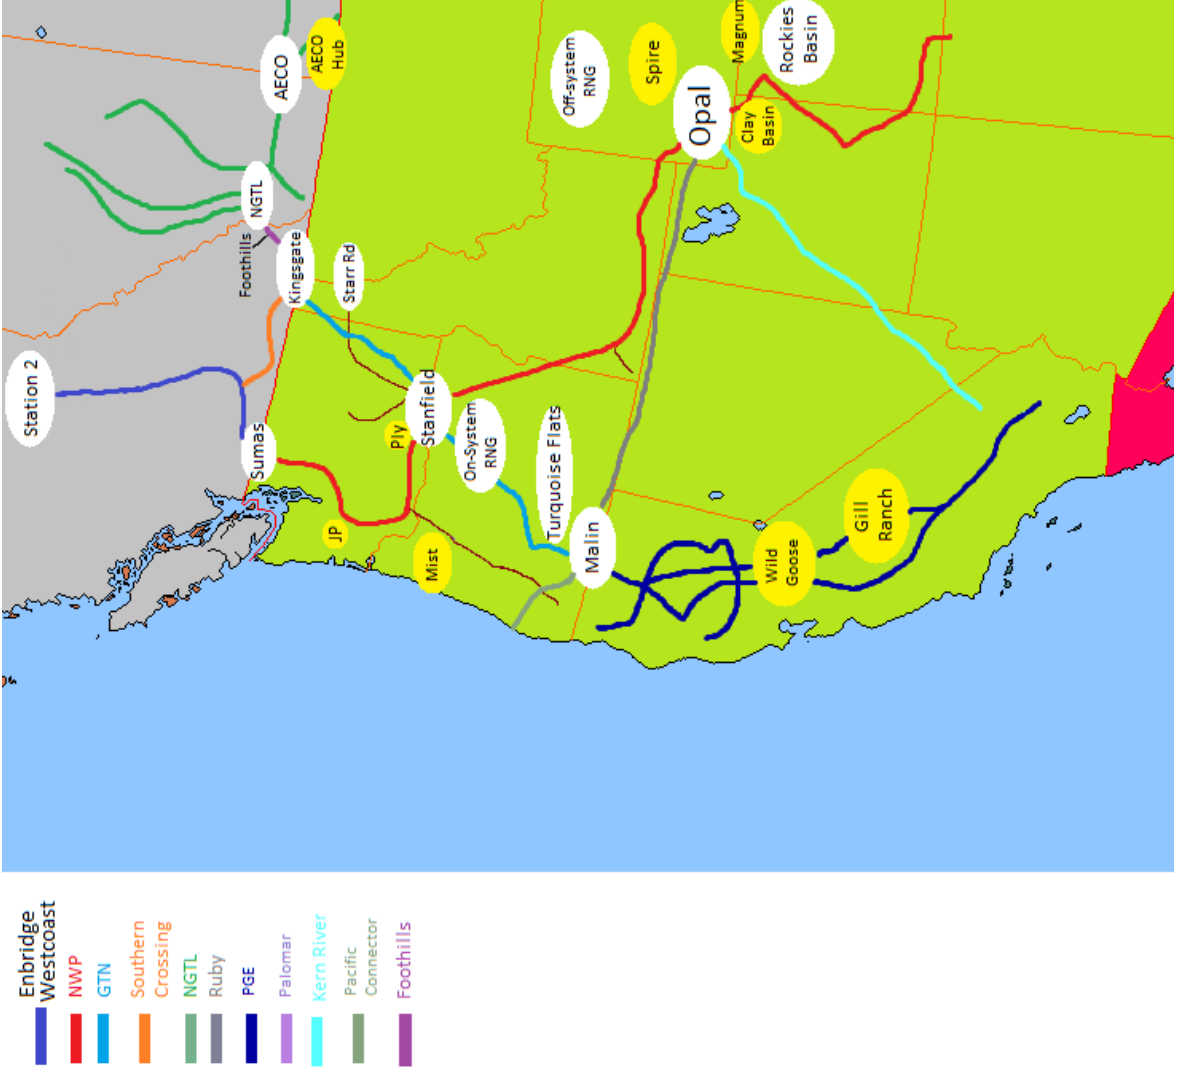 Station 2
Sumas
Foothills
Kingsgate
NGTL
AECO
AECO
Hub
Starr Rd
JP
Ply
Stanfield
Mist
On-System
RNG
Turquoise Flats
Malin
Off-system
RNG
Spire
Opal
Magnum
Rockies
Basin
Clay
Basin
Wild
Goose
Gill
Ranch
Enbridge
Westcoast
NWP
GTN
Southern
Crossing
NGTL
Ruby
PGE
Palomar
Kern River
Pacific
Connector
Foothills